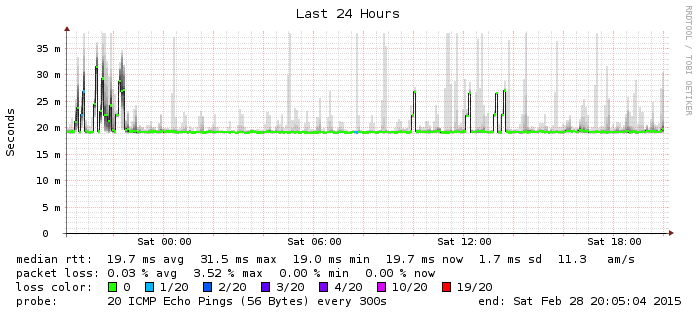 Last 24 Hours
RRDTOOL / TOBI OETIKER
Seconds
35 m
30 m
25 m
20 m
15 m
10 m
5 m
0
Sat 00:00 Sat 06:00 Sat 12:00 Sat 18:00
median rtt: 19.7 ms avg 31.5 ms max 19.0 ms min 19.7 ms now 1.7 ms sd 11.3 am/s
packet loss: 0.03 % avg 3.52 % max 0.00 % min 0.00 % now
loss color: 0 1/20 2/20 3/20 4/20 10/20 19/20
probe: 20 ICMP Echo Pings (56 Bytes) every 300s end: Sat Feb 28 20:05:04 2015